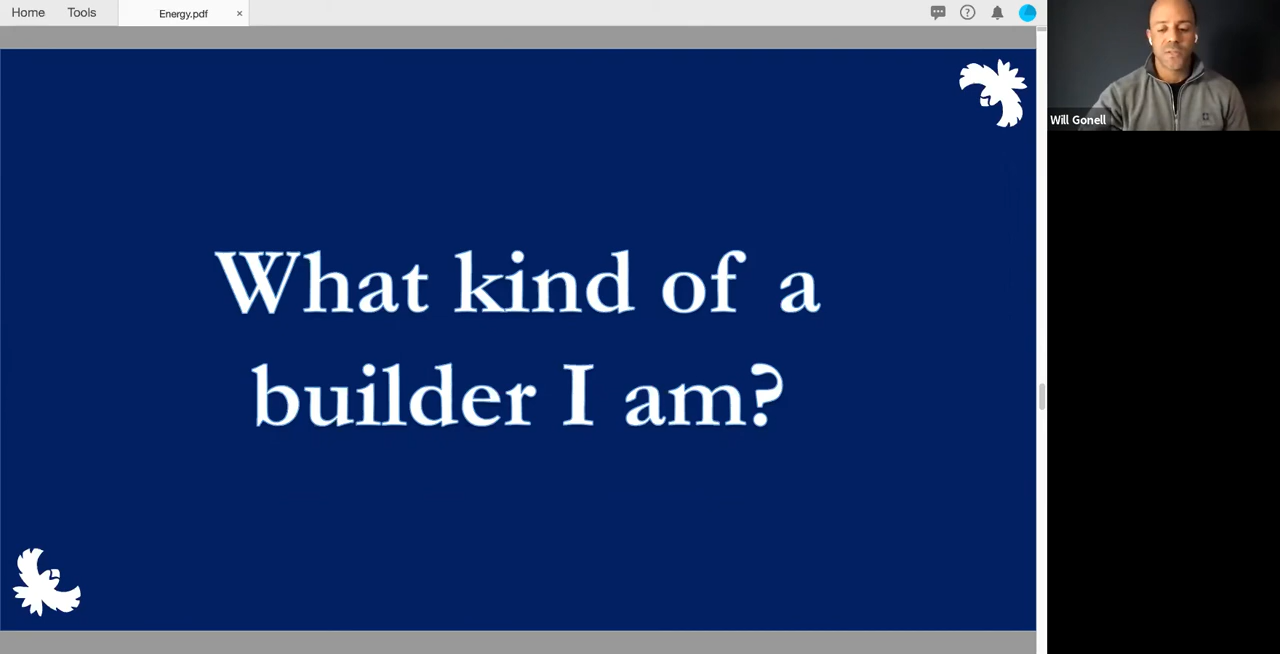 Home Tools Energy.pdf ×
Will Gonell
What kind of a
builder I am?